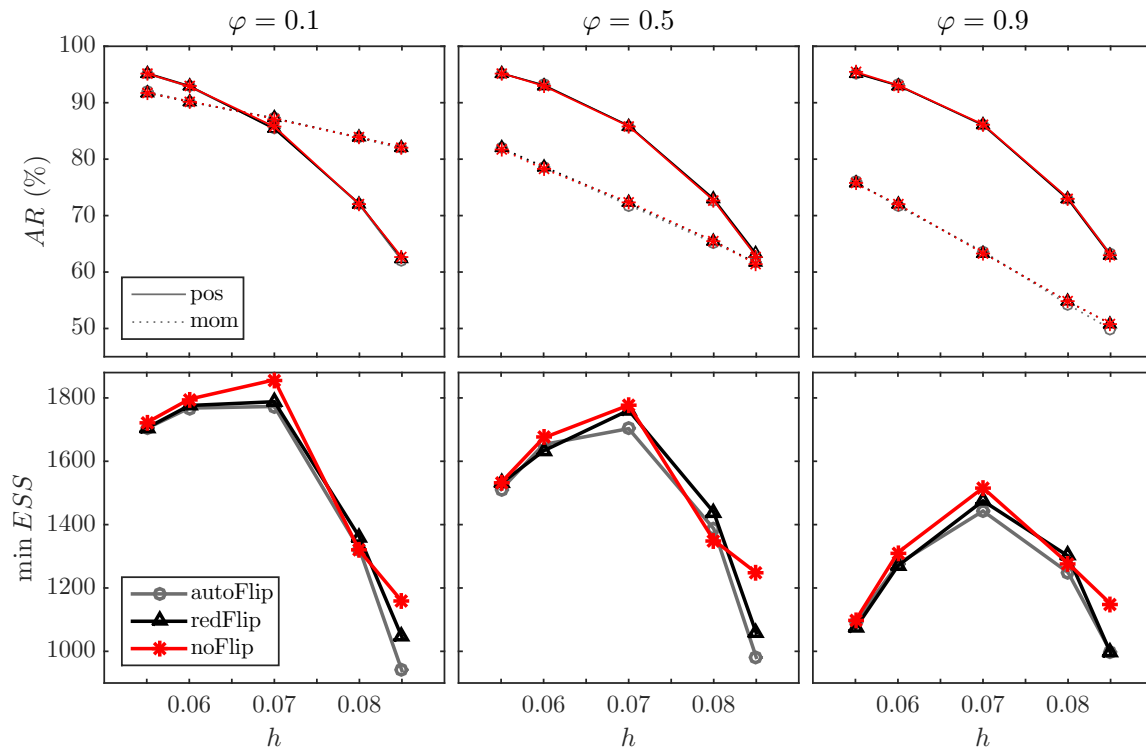 φ = 0.1
φ = 0.5
φ = 0.9
AR (%)
100
90
80
70
60
50
pos
mom
min ESS
1800
1600
1400
1200
1000
autoFlip
redFlip
noFlip
0.06 0.07 0.08
0.06 0.07 0.08
0.06 0.07 0.08
h
h
h